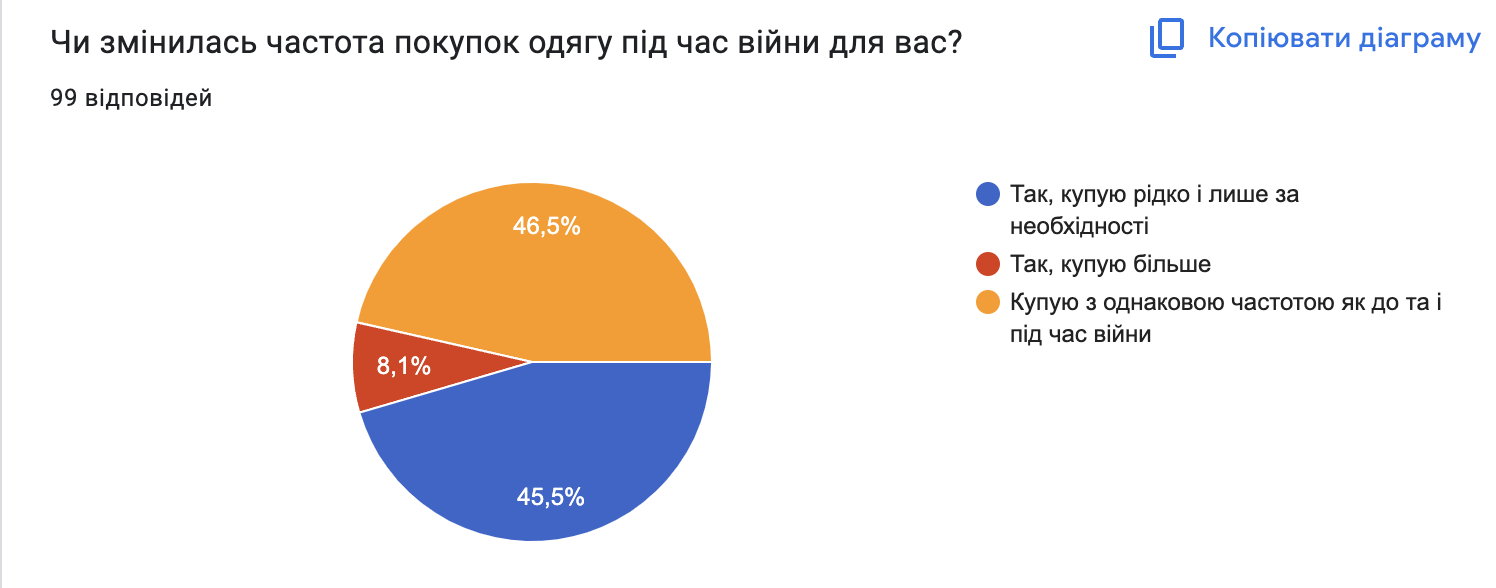 Чи змінилась частота покупок одягу під час війни для вас?
Копіювати діаграму
99 відповідей
46,5%
8,1%
45,5%
Так, купую рідко і лише за
необхідності
Так, купую більше
Купую з однаковою частотою як до та і
під час війни